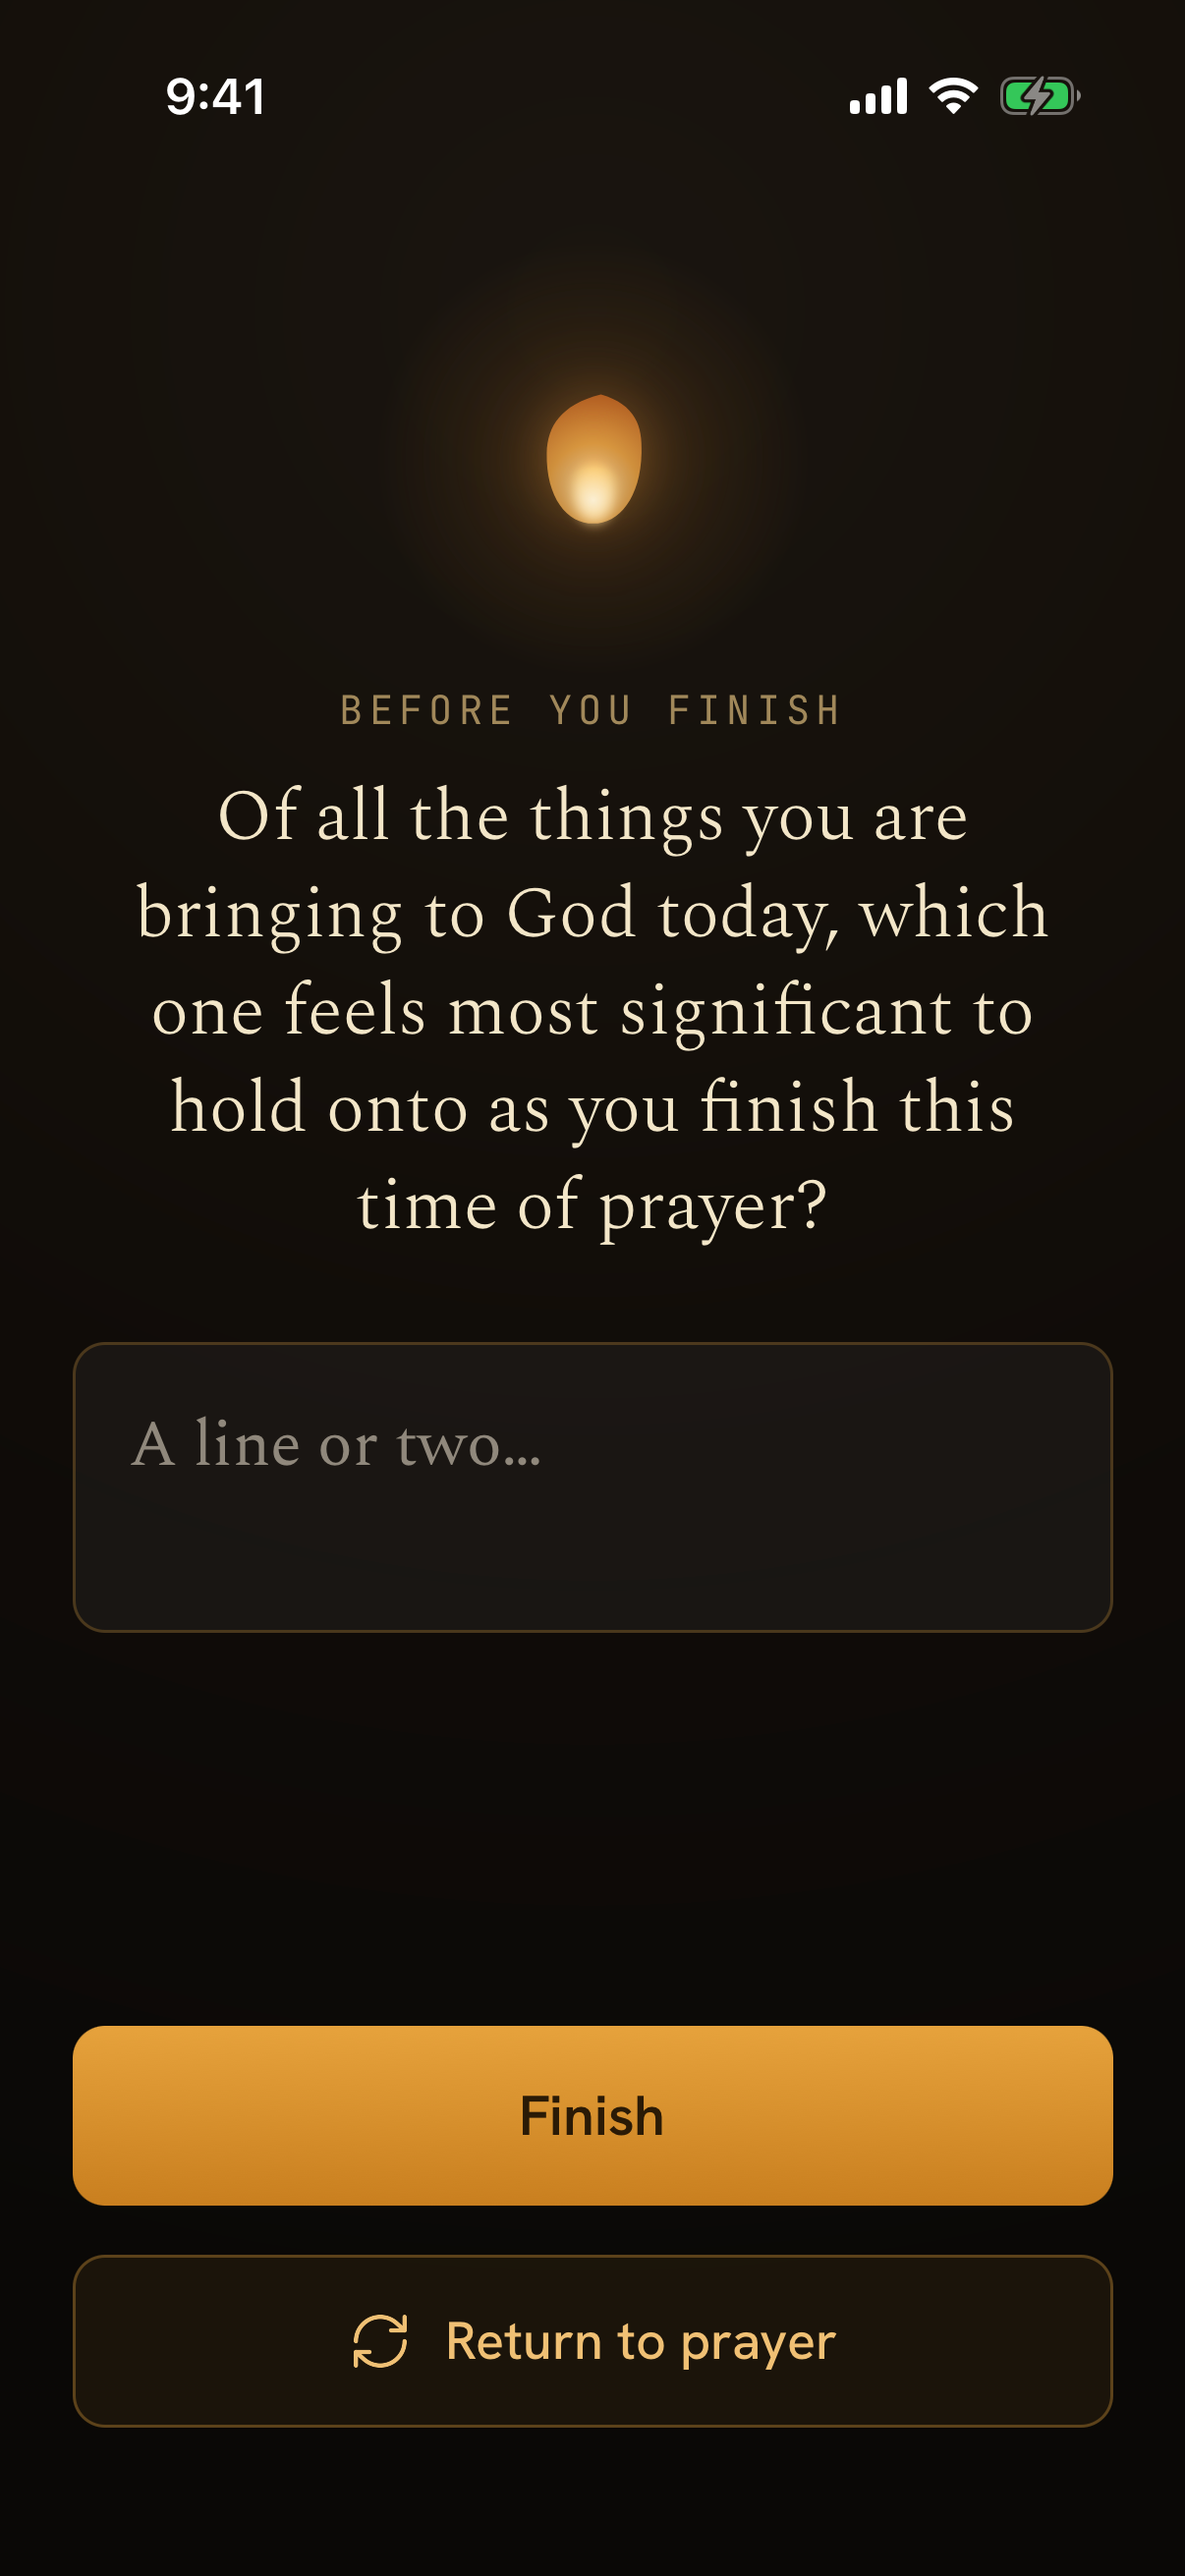 9:41
BEFORE YOU FINISH
Of all the things you are
bringing to God today, which
one feels most significant to
hold onto as you finish this
time of prayer?
A line or two...
Finish
Return to prayer